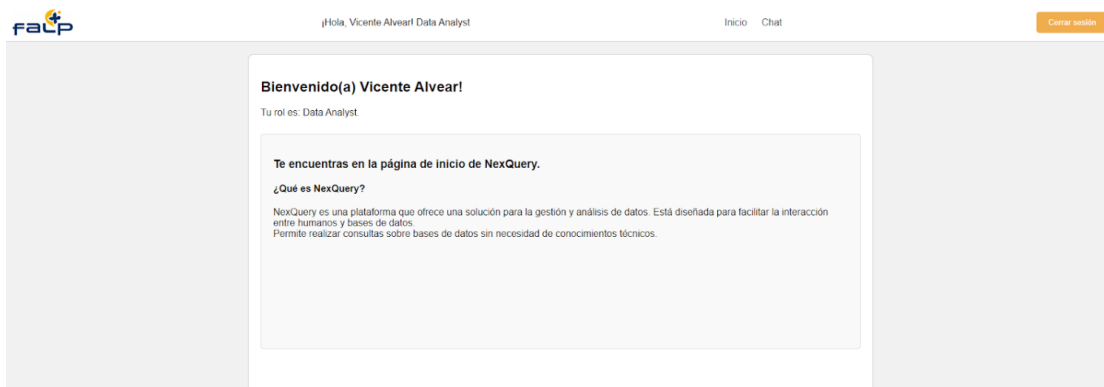 falp
¡Hola, Vicente Alvear! Data Analyst
Inicio
Chat
Cerrar sesión
Bienvenido(a) Vicente Alvear!
Tu rol es: Data Analyst.
Te encuentras en la página de inicio de NexQuery.
¿Qué es NexQuery?
NexQuery es una plataforma que ofrece una solución para la gestión y análisis de datos. Está diseñada para facilitar la interacción
entre humanos y bases de datos.
Permite realizar consultas sobre bases de datos sin necesidad de conocimientos técnicos.